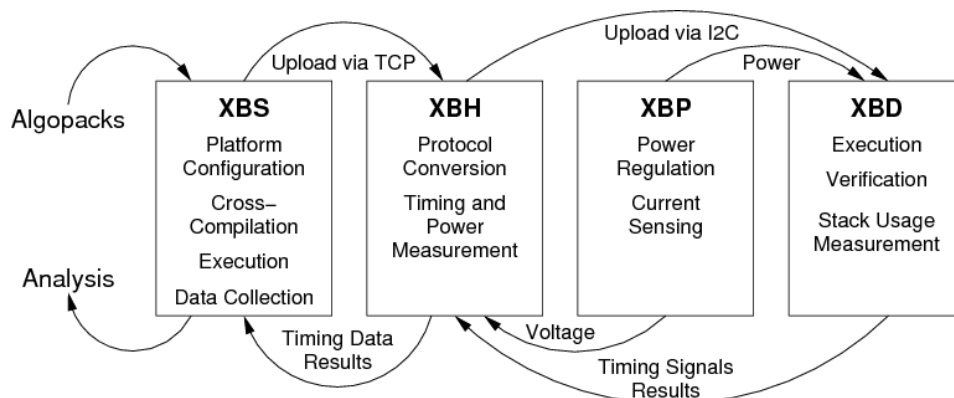 Upload via TCP
Upload via I2C
Power
Algopacks
XBS
Platform
Configuration
Cross−
Compilation
Execution
Data Collection
XBH
Protocol
Conversion
Timing and
Power
Measurement
XBP
Power
Regulation
Current
Sensing
XBD
Execution
Verification
Stack Usage
Measurement
Analysis
Timing Data
Results
Voltage
Timing Signals
Results